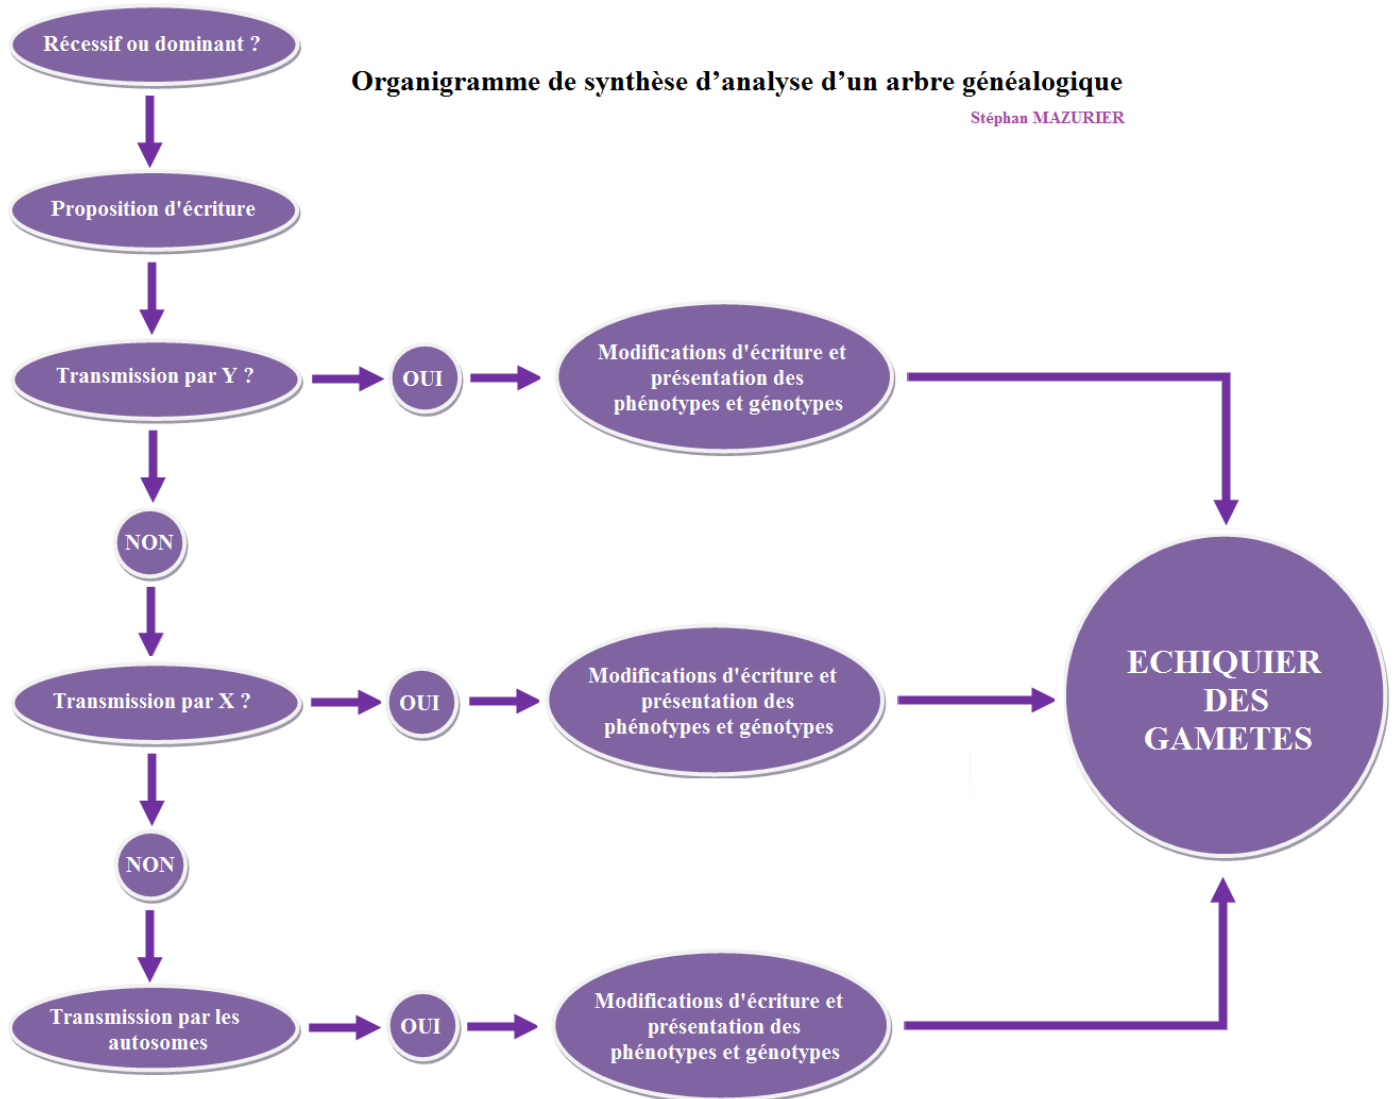 Récessif ou dominant ?
Organigramme de synthèse d’analyse d’un arbre généalogique
Stéphan MAZURIER
Proposition d'écriture
Transmission par Y ?
OUI
Modifications d'écriture et
présentation des
phénotypes et génotypes
NON
Transmission par X ?
OUI
Modifications d'écriture et
présentation des
phénotypes et génotypes
ECHIQUIER
DES
GAMETES
NON
Transmission par les
autosomes
OUI
Modifications d'écriture et
présentation des
phénotypes et génotypes